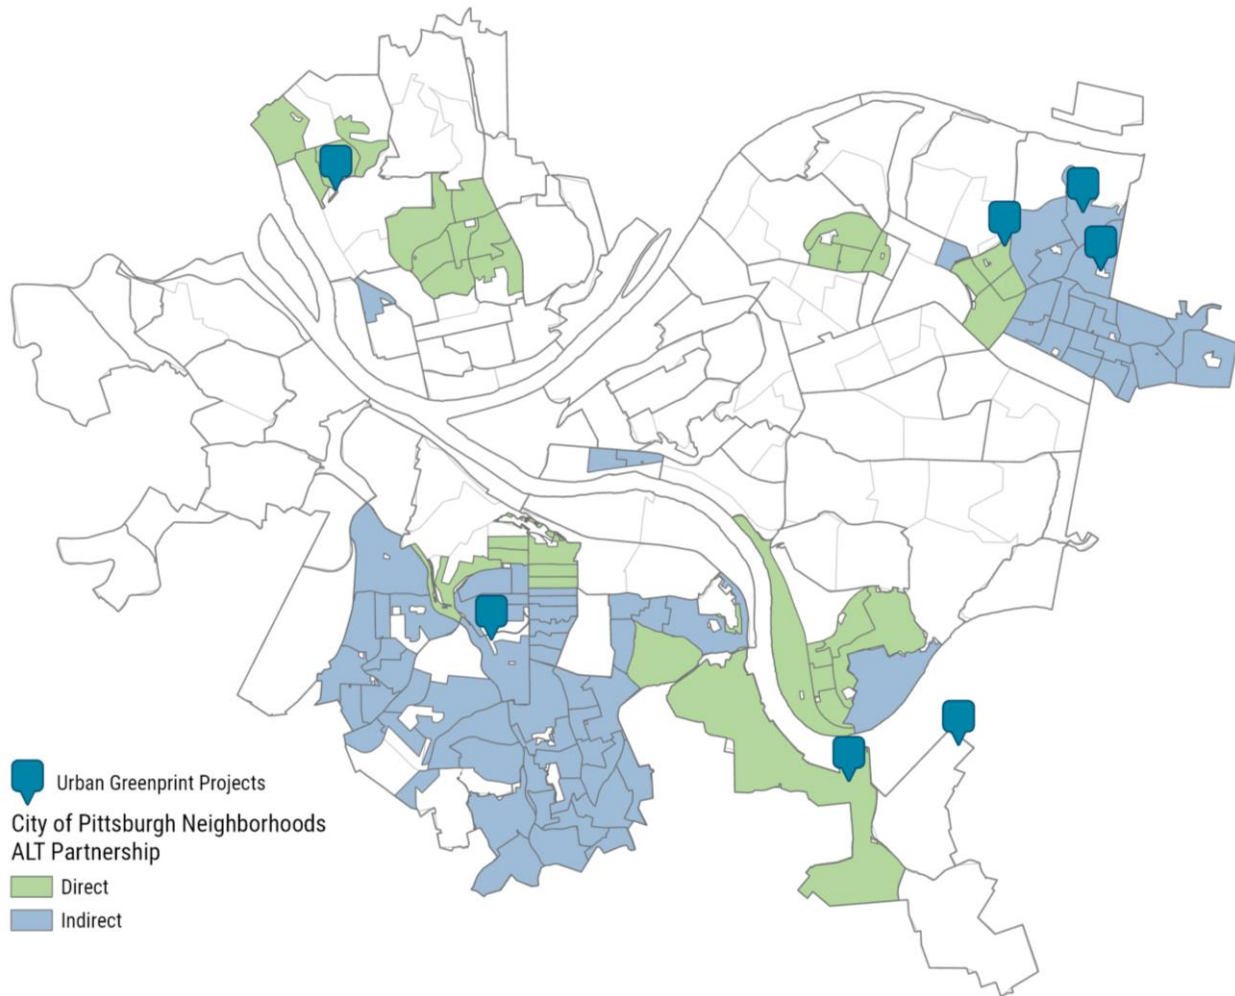 Urban Greenprint Projects
City of Pittsburgh Neighborhoods
ALT Partnership
Direct
Indirect